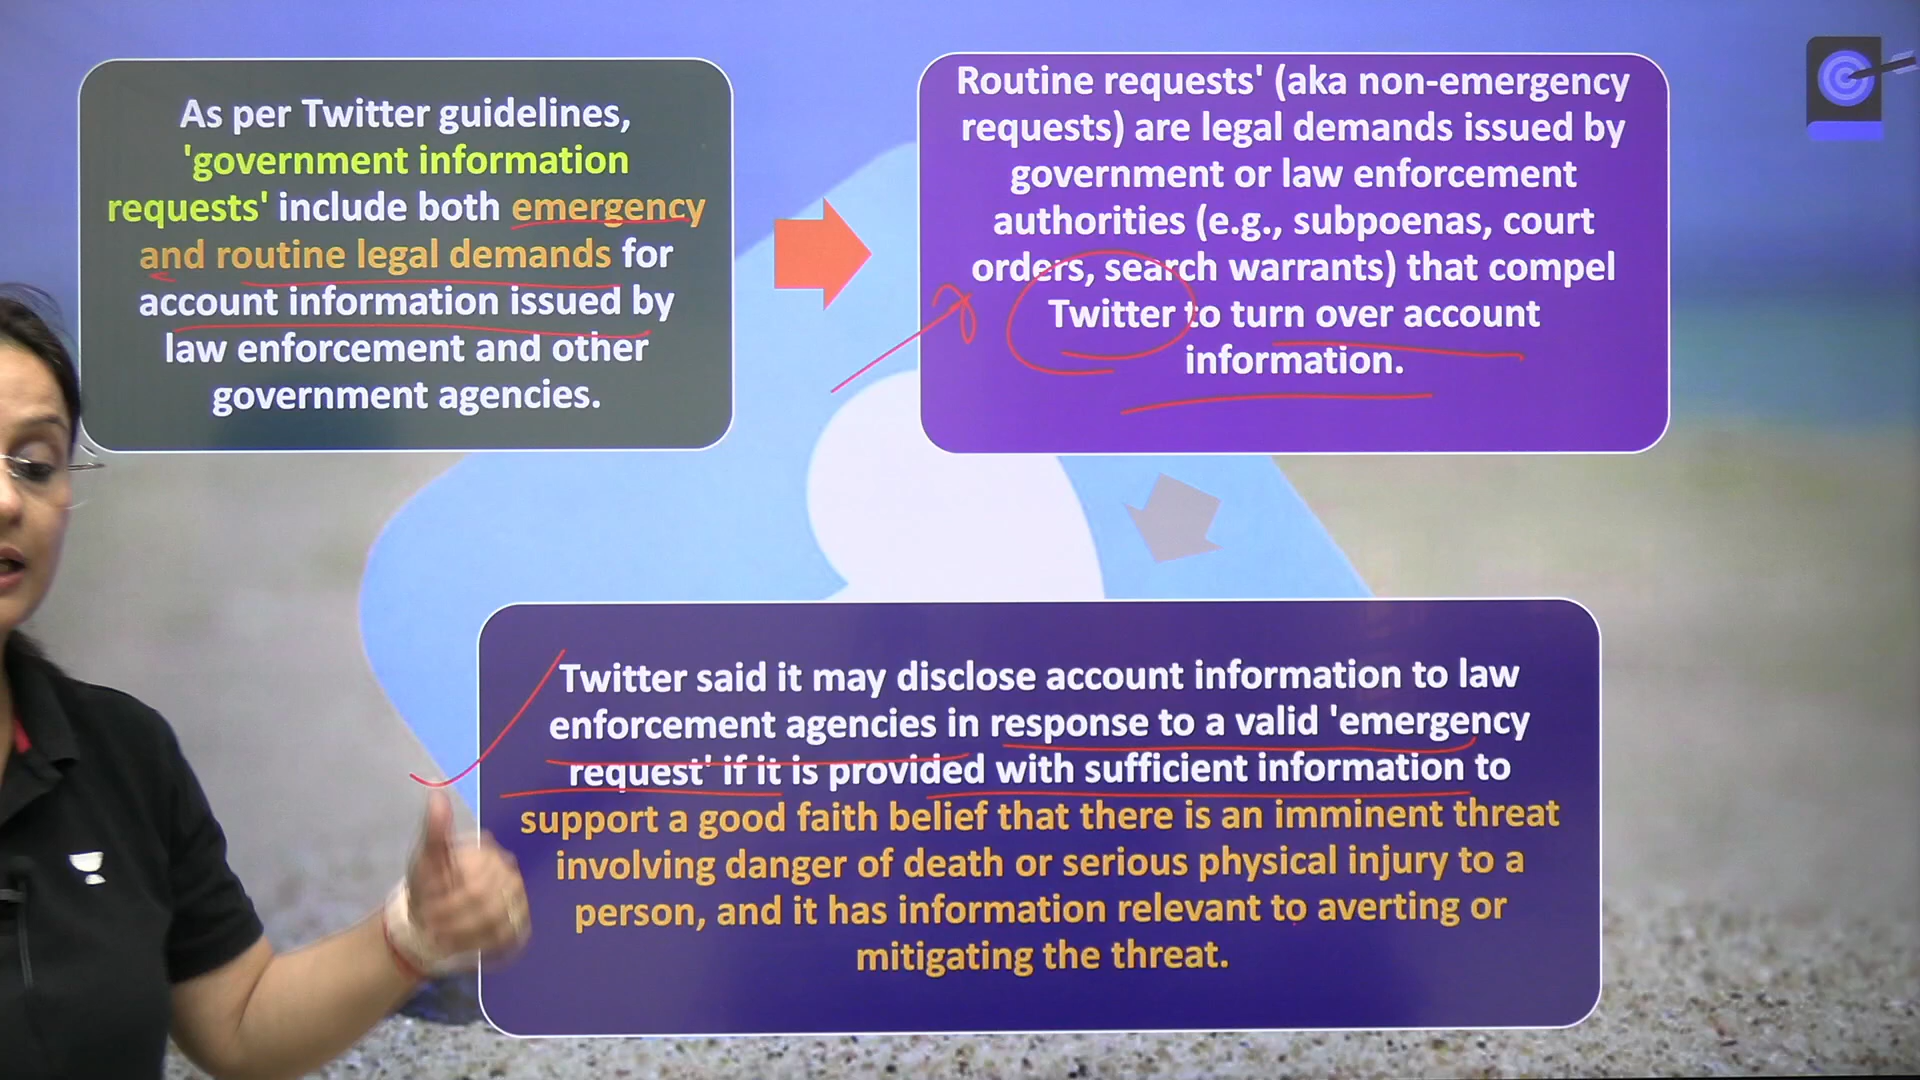 As per Twitter guidelines,
'government information
requests' include both emergency
and routine legal demands for
account information issued by
law enforcement and other
government agencies.
Routine requests' (aka non-emergency
requests) are legal demands issued by
government or law enforcement
authorities (e.g., subpoenas, court
orders, search warrants) that compel
Twitter to turn over account
information.
Twitter said it may disclose account information to law
enforcement agencies in response to a valid 'emergency
request' if it is provided with sufficient information to
support a good faith belief that there is an imminent threat
involving danger of death or serious physical injury to a
person, and it has information relevant to averting or
mitigating the threat.